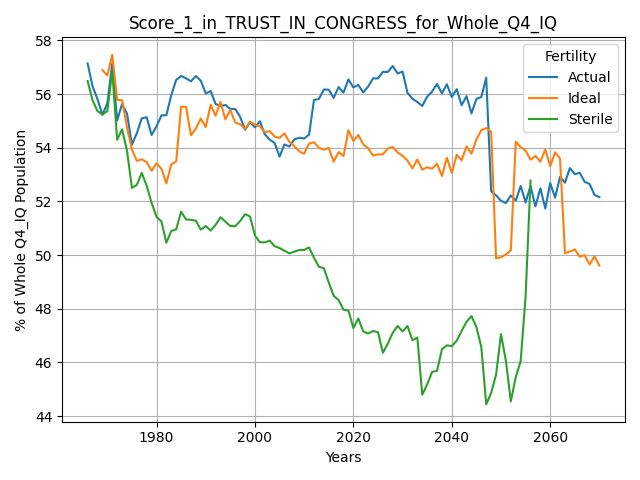 Score_1_in_TRUST_IN_CONGRESS_for_Whole_Q4_IQ
% of Whole Q4_IQ Population
58
56
54
52
50
48
46
44
Fertility
Actual
Ideal
Sterile
1980
2000
2020
2040
2060
Years